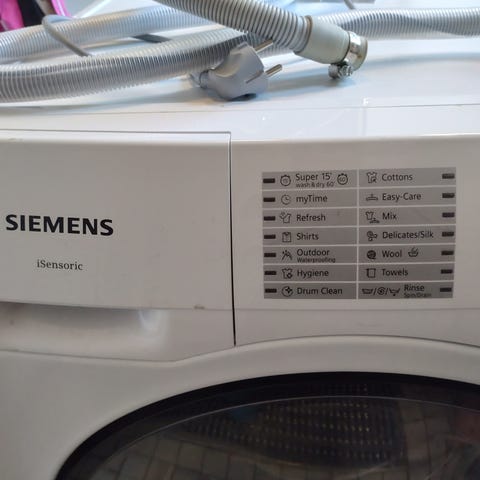 SIEMENS
iSensoric
Super 15'
wash & dry 60'
60'
myTime
Refresh
Shirts
Outdoor
Waterproofing
Hygiene
Drum Clean
Cottons
Easy-Care
Mix
Delicates/Silk
Wool
Towels
Rinse
Spin/Drain